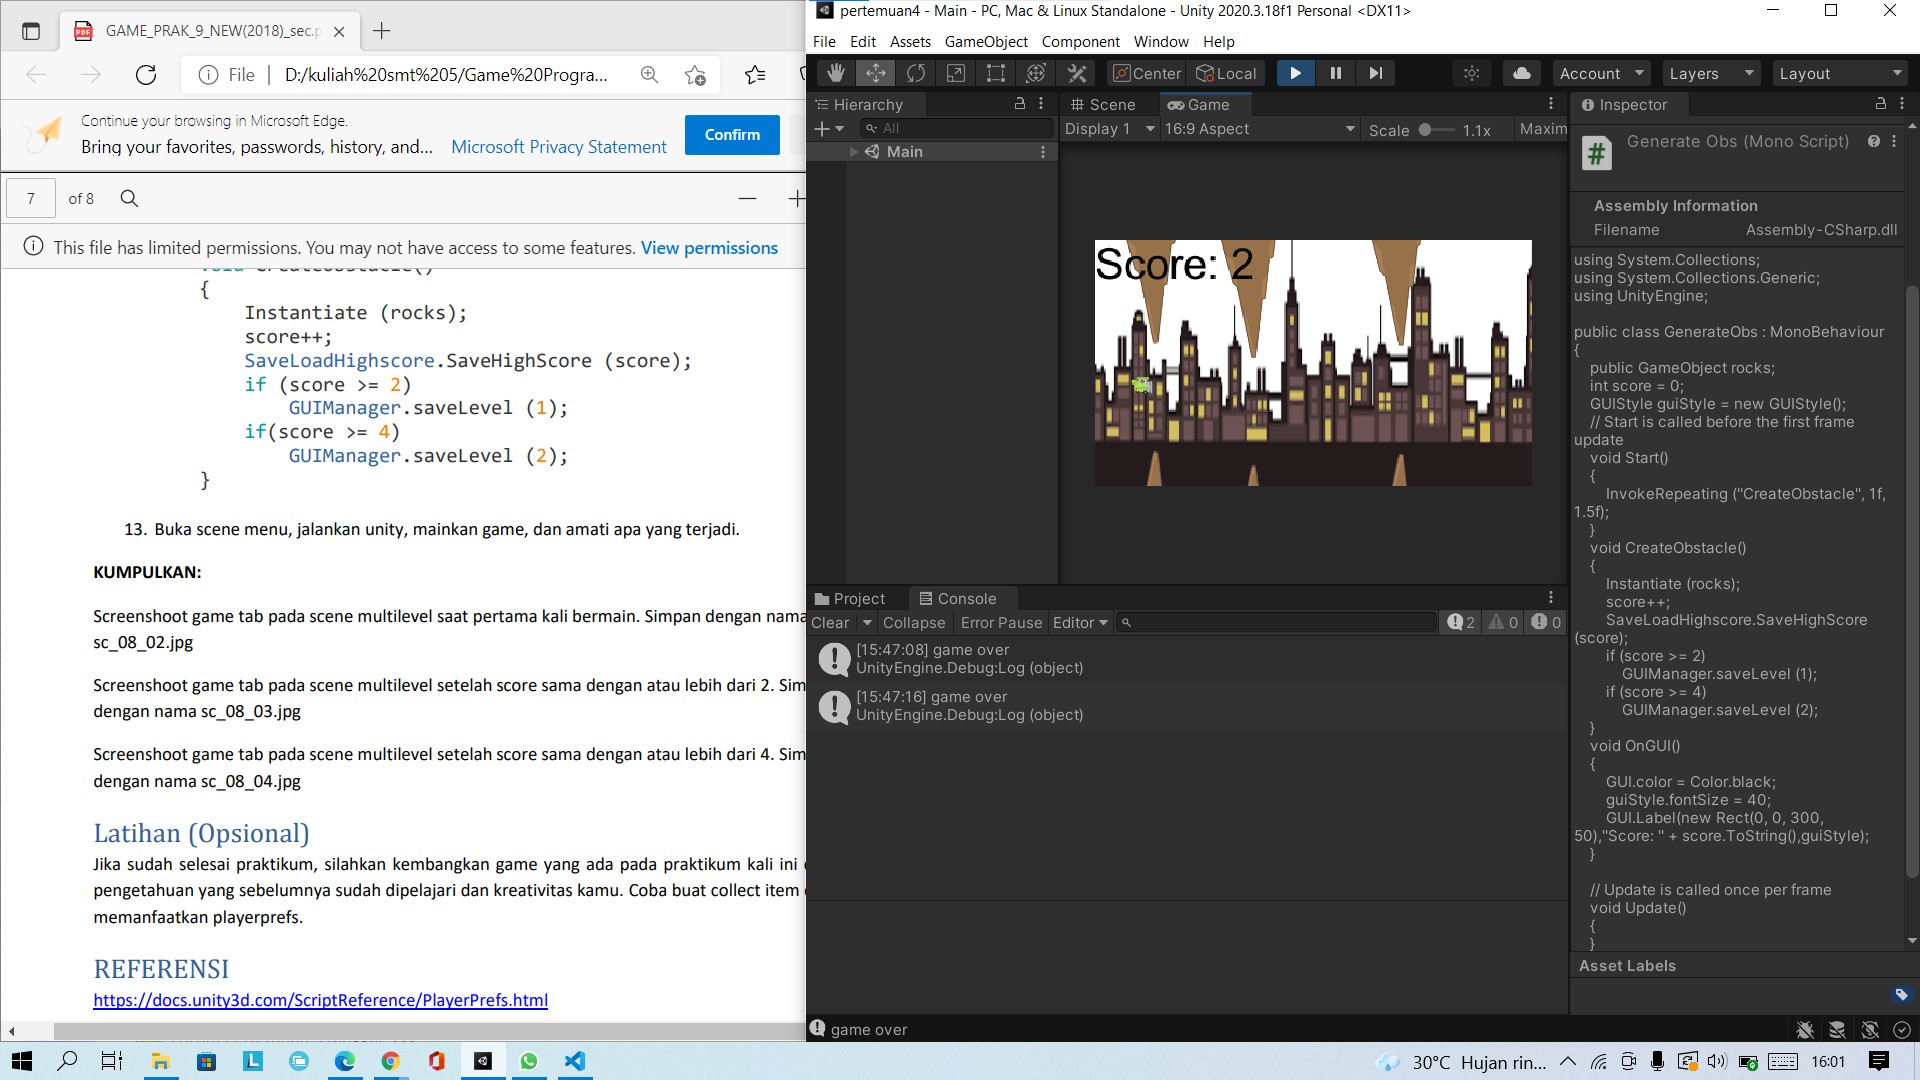 GAME_PRAK_9_NEW(2018)_sec.p
File
D:/kuliah%20smt%205/Game%20Progra...
Continue your browsing in Microsoft Edge.
Bring your favorites, passwords, history, and...
Microsoft Privacy Statement
Confirm
7 of 8
This file has limited permissions. You may not have access to some features. View permissions
void CreateObstacle()
{
Instantiate (rocks);
score++;
SaveLoadHighscore.SaveHighScore (score);
if (score >= 2)
GUIManager.saveLevel (1);
if(score >= 4)
GUIManager.saveLevel (2);
}
13. Buka scene menu, jalankan unity, mainkan game, dan amati apa yang terjadi.
KUMPULKAN:
Screenshoot game tab pada scene multilevel saat pertama kali bermain. Simpan dengan nama
sc_08_02.jpg
Screenshoot game tab pada scene multilevel setelah score sama dengan atau lebih dari 2. Sim
dengan nama sc_08_03.jpg
Screenshoot game tab pada scene multilevel setelah score sama dengan atau lebih dari 4. Sim
dengan nama sc_08_04.jpg
Latihan (Opsional)
Jika sudah selesai praktikum, silahkan kembangkan game yang ada pada praktikum kali ini
pengetahuan yang sebelumnya sudah dipelajari dan kreativitas kamu. Coba buat collect item
memanfaatkan playerprefs.
REFERENSI
https://docs.unity3d.com/ScriptReference/PlayerPrefs.html
pertemuan4 - Main - PC, Mac & Linux Standalone - Unity 2020.3.18f1 Personal <DX11>
File Edit Assets GameObject Component Window Help
Center Local Account Layers Layout
Hierarchy
All
Main
Scene Game
Display 1 16:9 Aspect Scale 1.1x Maxim
Score: 2
Project Console
Clear Collapse Error Pause Editor 2 0 0
[15:47:08] game over
UnityEngine.Debug:Log (object)
[15:47:16] game over
UnityEngine.Debug:Log (object)
game over
Inspector
Generate Obs (Mono Script)
#
Assembly Information
Filename Assembly-CSharp.dll
using System.Collections;
using System.Collections.Generic;
using UnityEngine;
public class GenerateObs : MonoBehaviour
{
public GameObject rocks;
int score = 0;
GUIStyle guiStyle = new GUIStyle();
// Start is called before the first frame
update
void Start()
{
InvokeRepeating ("CreateObstacle", 1f,
1.5f);
}
void CreateObstacle()
{
Instantiate (rocks);
score++;
SaveLoadHighscore.SaveHighScore
(score);
if (score >= 2)
GUIManager.saveLevel (1);
if (score >= 4)
GUIManager.saveLevel (2);
}
void OnGUI()
{
GUI.color = Color.black;
guiStyle.fontSize = 40;
GUI.Label(new Rect(0, 0, 300,
50),"Score: " + score.ToString(),guiStyle);
}
// Update is called once per frame
void Update()
{
}
Asset Labels
30°C Hujan rin... 16:01